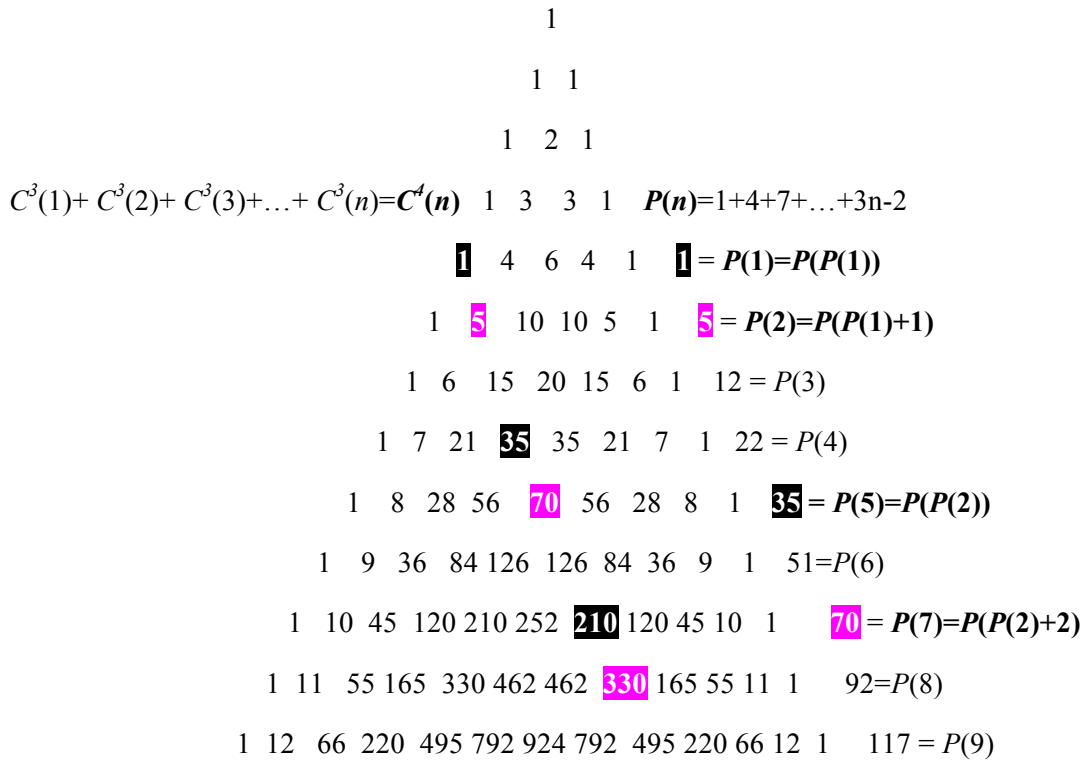 1
1 1
1 2 1
C³(1)+ C³(2)+ C³(3)+…+ C³(n)=C⁴(n) 1 3 3 1 P(n)=1+4+7+…+3n-2
1 4 6 4 1 1 = P(1)=P(P(1))
1 5 10 10 5 1 5 = P(2)=P(P(1)+1)
1 6 15 20 15 6 1 12 = P(3)
1 7 21 35 35 21 7 1 22 = P(4)
1 8 28 56 70 56 28 8 1 35 = P(5)=P(P(2))
1 9 36 84 126 126 84 36 9 1 51=P(6)
1 10 45 120 210 252 210 120 45 10 1 70 = P(7)=P(P(2)+2)
1 11 55 165 330 462 462 330 165 55 11 1 92=P(8)
1 12 66 220 495 792 924 792 495 220 66 12 1 117 = P(9)